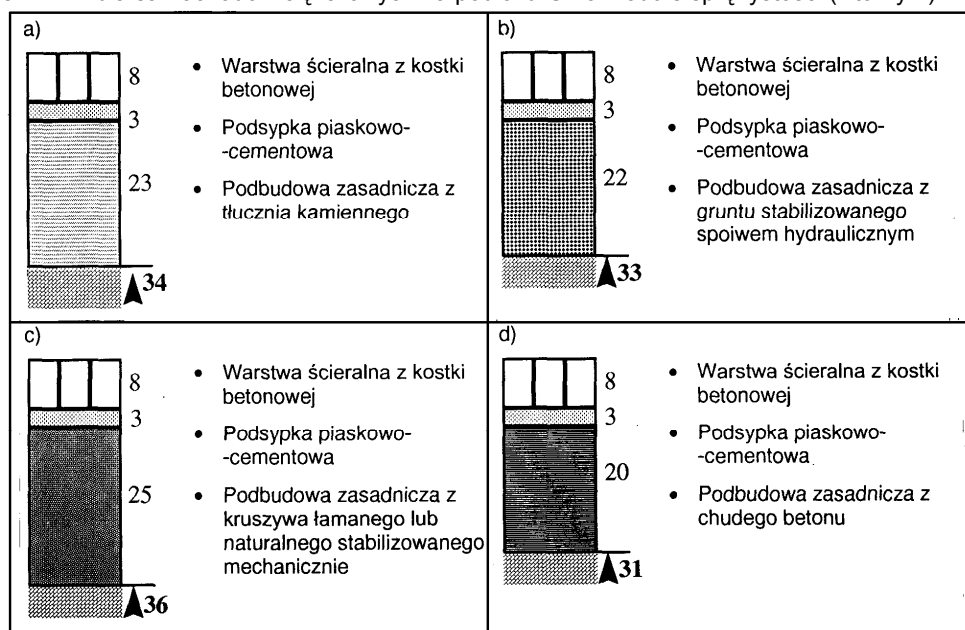 a)
8
3
23
34
• Warstwa ścieralna z kostki
betonowej
• Podsypka piaskowo-
-cementowa
• Podbudowa zasadnicza z
tłucznia kamiennego
b)
8
3
22
33
• Warstwa ścieralna z kostki
betonowej
• Podsypka piaskowo-
-cementowa
• Podbudowa zasadnicza z
gruntu stabilizowanego
spoiwem hydraulicznym
c)
8
3
25
36
• Warstwa ścieralna z kostki
betonowej
• Podsypka piaskowo-
-cementowa
• Podbudowa zasadnicza z
kruszywa łamanego lub
naturalnego stabilizowanego
mechanicznie
d)
8
3
20
31
• Warstwa ścieralna z kostki
betonowej
• Podsypka piaskowo-
-cementowa
• Podbudowa zasadnicza z
chudego betonu